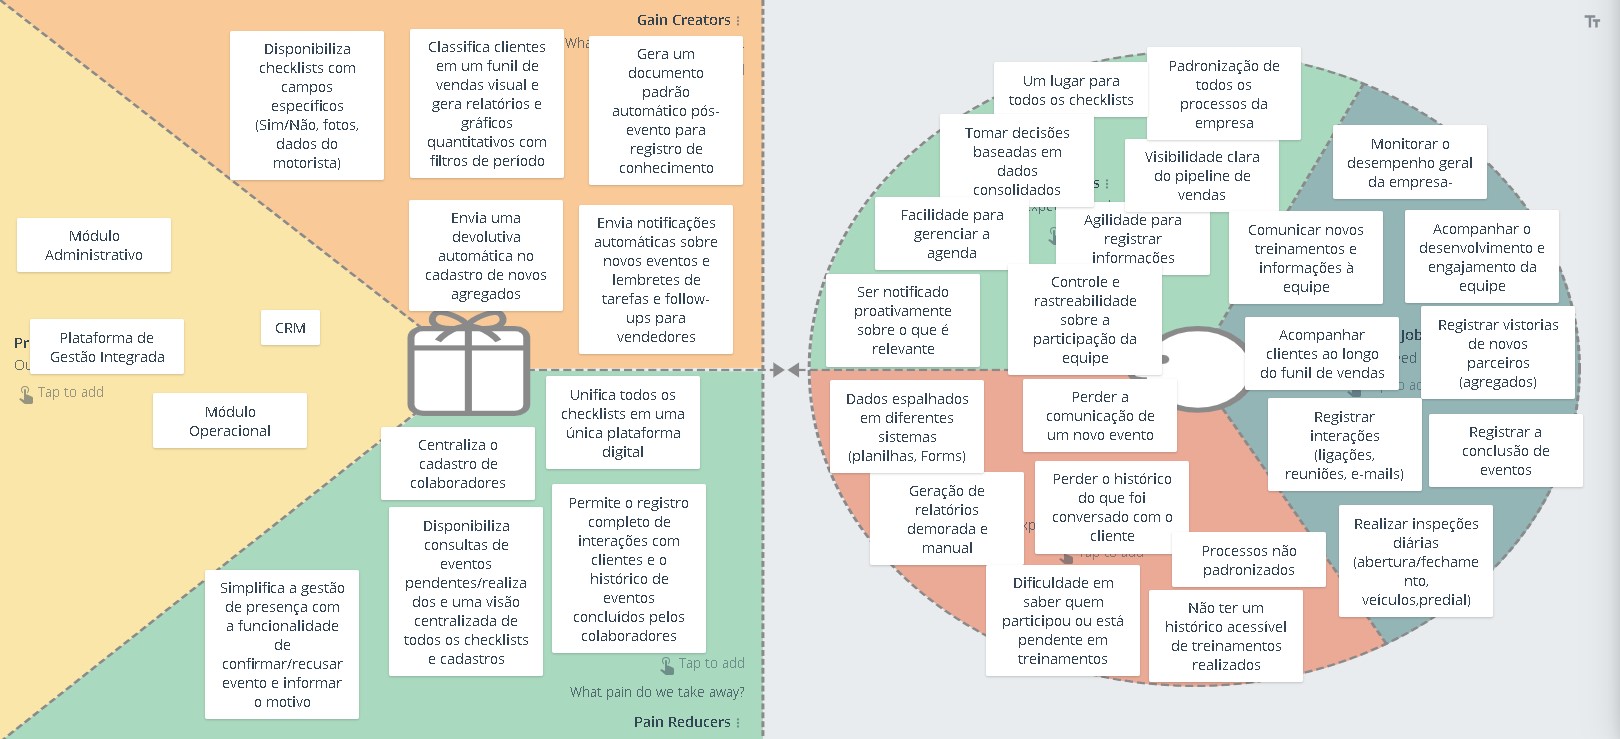 Gain Creators
Wha
Disponibiliza
checklists com
campos
específicos
(Sim/Não, fotos,
dados do
motorista)
Classifica clientes
em um funil de
vendas visual e
gera relatórios e
gráficos
quantitativos com
filtros de período
Gera um
documento
padrão
automático pós-
evento para
registro de
conhecimento
Envia uma
devolutiva
automática no
cadastro de novos
agregados
Envia notificações
automáticas sobre
novos eventos e
lembretes de
tarefas e follow-
ups para
vendedores
Módulo
Administrativo
Plataforma de
Gestão Integrada
CRM
Pr
Ou
Tap to add
Módulo
Operacional
Unifica todos os
checklists em uma
única plataforma
digital
Centraliza o
cadastro de
colaboradores
Permite o registro
completo de
interações com
clientes e o
histórico de
eventos
concluídos pelos
colaboradores
Disponibiliza
consultas de
eventos
pendentes/realiza
dos e uma visão
centralizada de
todos os checklists
e cadastros
Simplifica a gestão
de presença com
a funcionalidade
de
confirmar/recusar
evento e informar
o motivo
Tap to add
What pain do we take away?
Pain Reducers
Tт
Um lugar para
todos os checklists
Padronização de
todos os
processos da
empresa
Tomar decisões
baseadas em
dados
consolidados
Visibilidade clara
do pipeline de
vendas
s
Facilidade para
gerenciar a
agenda
Agilidade para
registrar
informações
Ser notificado
proativamente
sobre o que é
relevante
Controle e
rastreabilidade
sobre a
participação da
equipe
Monitorar o
desempenho geral
da empresa-
Comunicar novos
treinamentos e
informações à
equipe
Acompanhar o
desenvolvimento e
engajamento da
equipe
Acompanhar
clientes ao longo
do funil de vendas
Job
Registrar vistorias
de novos
parceiros
(agregados)
Registrar
interações
(ligações,
reuniões, e-mails)
Registrar a
conclusão de
eventos
Realizar inspeções
diárias
(abertura/fechame
nto,
veículos,predial)
Dados espalhados
em diferentes
sistemas
(planilhas, Forms)
Perder a
comunicação de
um novo evento
Geração de
relatórios
demorada e
manual
Perder o histórico
do que foi
conversado com o
cliente
Tap to add
Processos não
padronizados
Dificuldade em
saber quem
participou ou está
pendente em
treinamentos
Não ter um
histórico acessível
de treinamentos
realizados